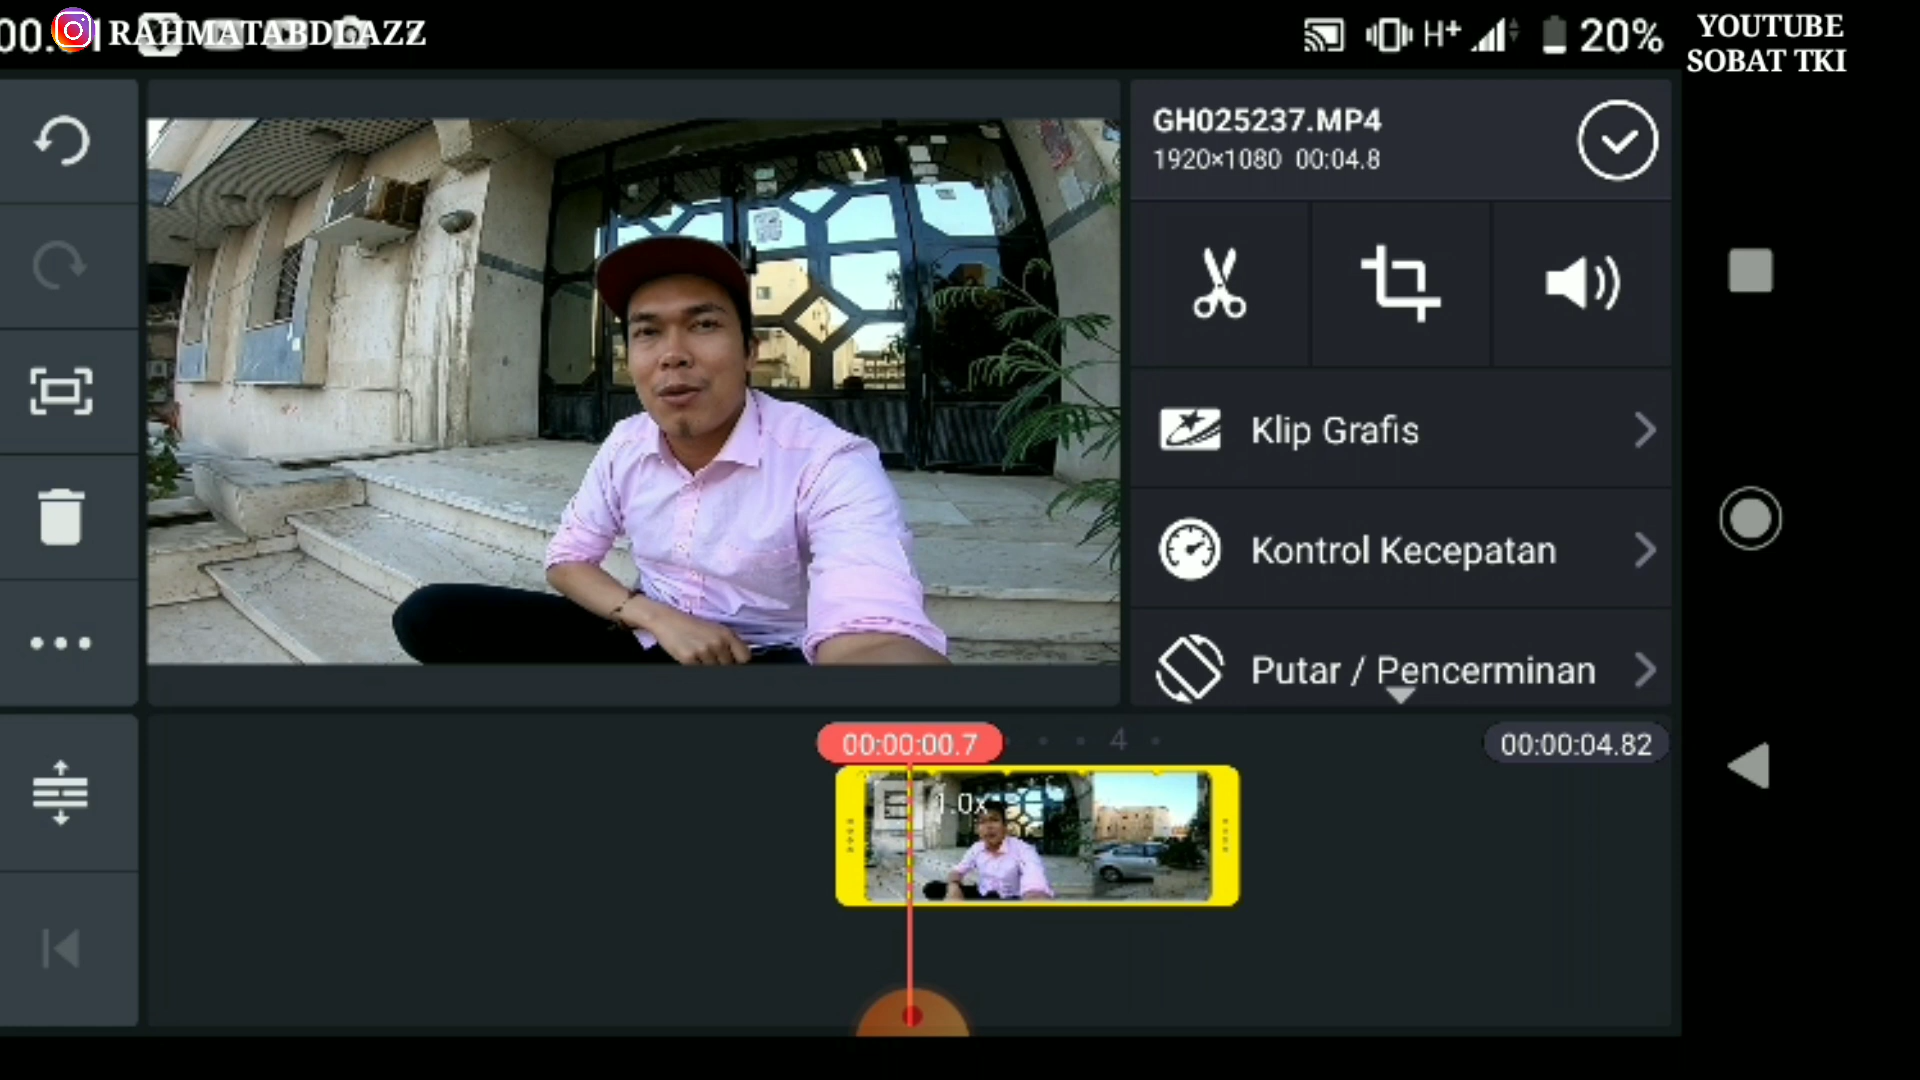 RAHMATABDLAZZ
H+ 20%
YOUTUBE
SOBAT TKI
GH025237.MP4
1920×1080 00:04.8
Klip Grafis
Kontrol Kecepatan
Putar / Pencerminan
00:00:00.7
4
00:00:04.82
1.0x